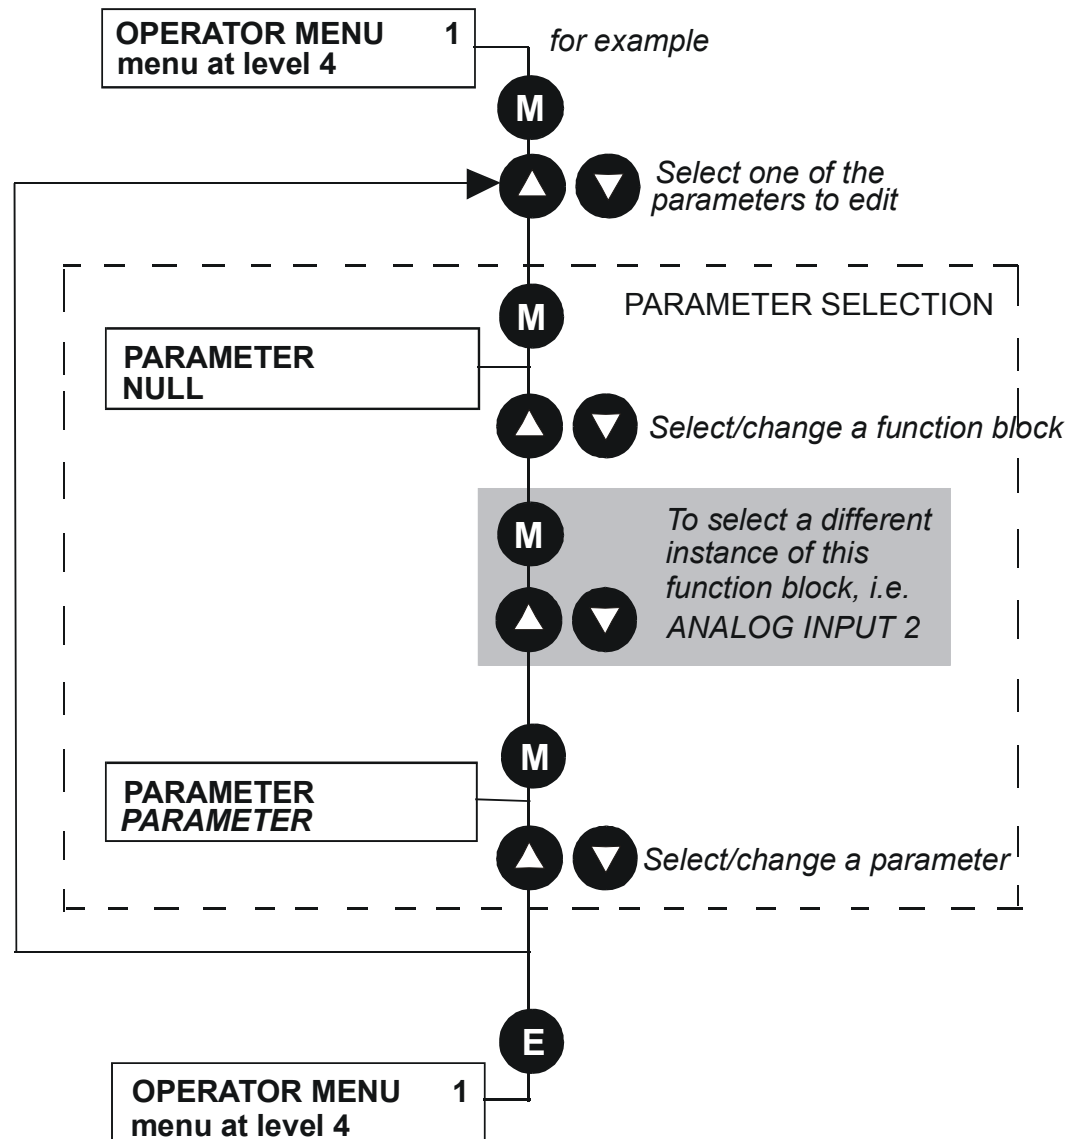 OPERATOR MENU 1
menu at level 4
for example
M
Select one of the
parameters to edit
PARAMETER SELECTION
M
PARAMETER
NULL
Select/change a function block
M
To select a different
instance of this
function block, i.e.
ANALOG INPUT 2
M
PARAMETER
PARAMETER
Select/change a parameter
E
OPERATOR MENU 1
menu at level 4